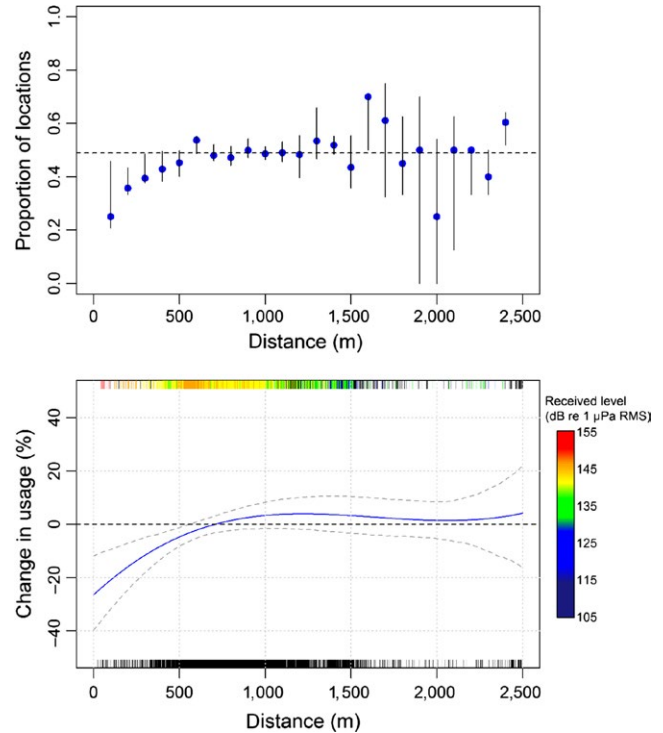 1.0
0.8
0.6
0.4
0.2
0.0
Proportion of locations
0 500 1,000 1,500 2,000 2,500
Distance (m)
Received level
(dB re 1 µPa RMS)
155
145
135
125
115
105
40
20
0
−20
−40
Change in usage (%)
0 500 1,000 1,500 2,000 2,500
Distance (m)